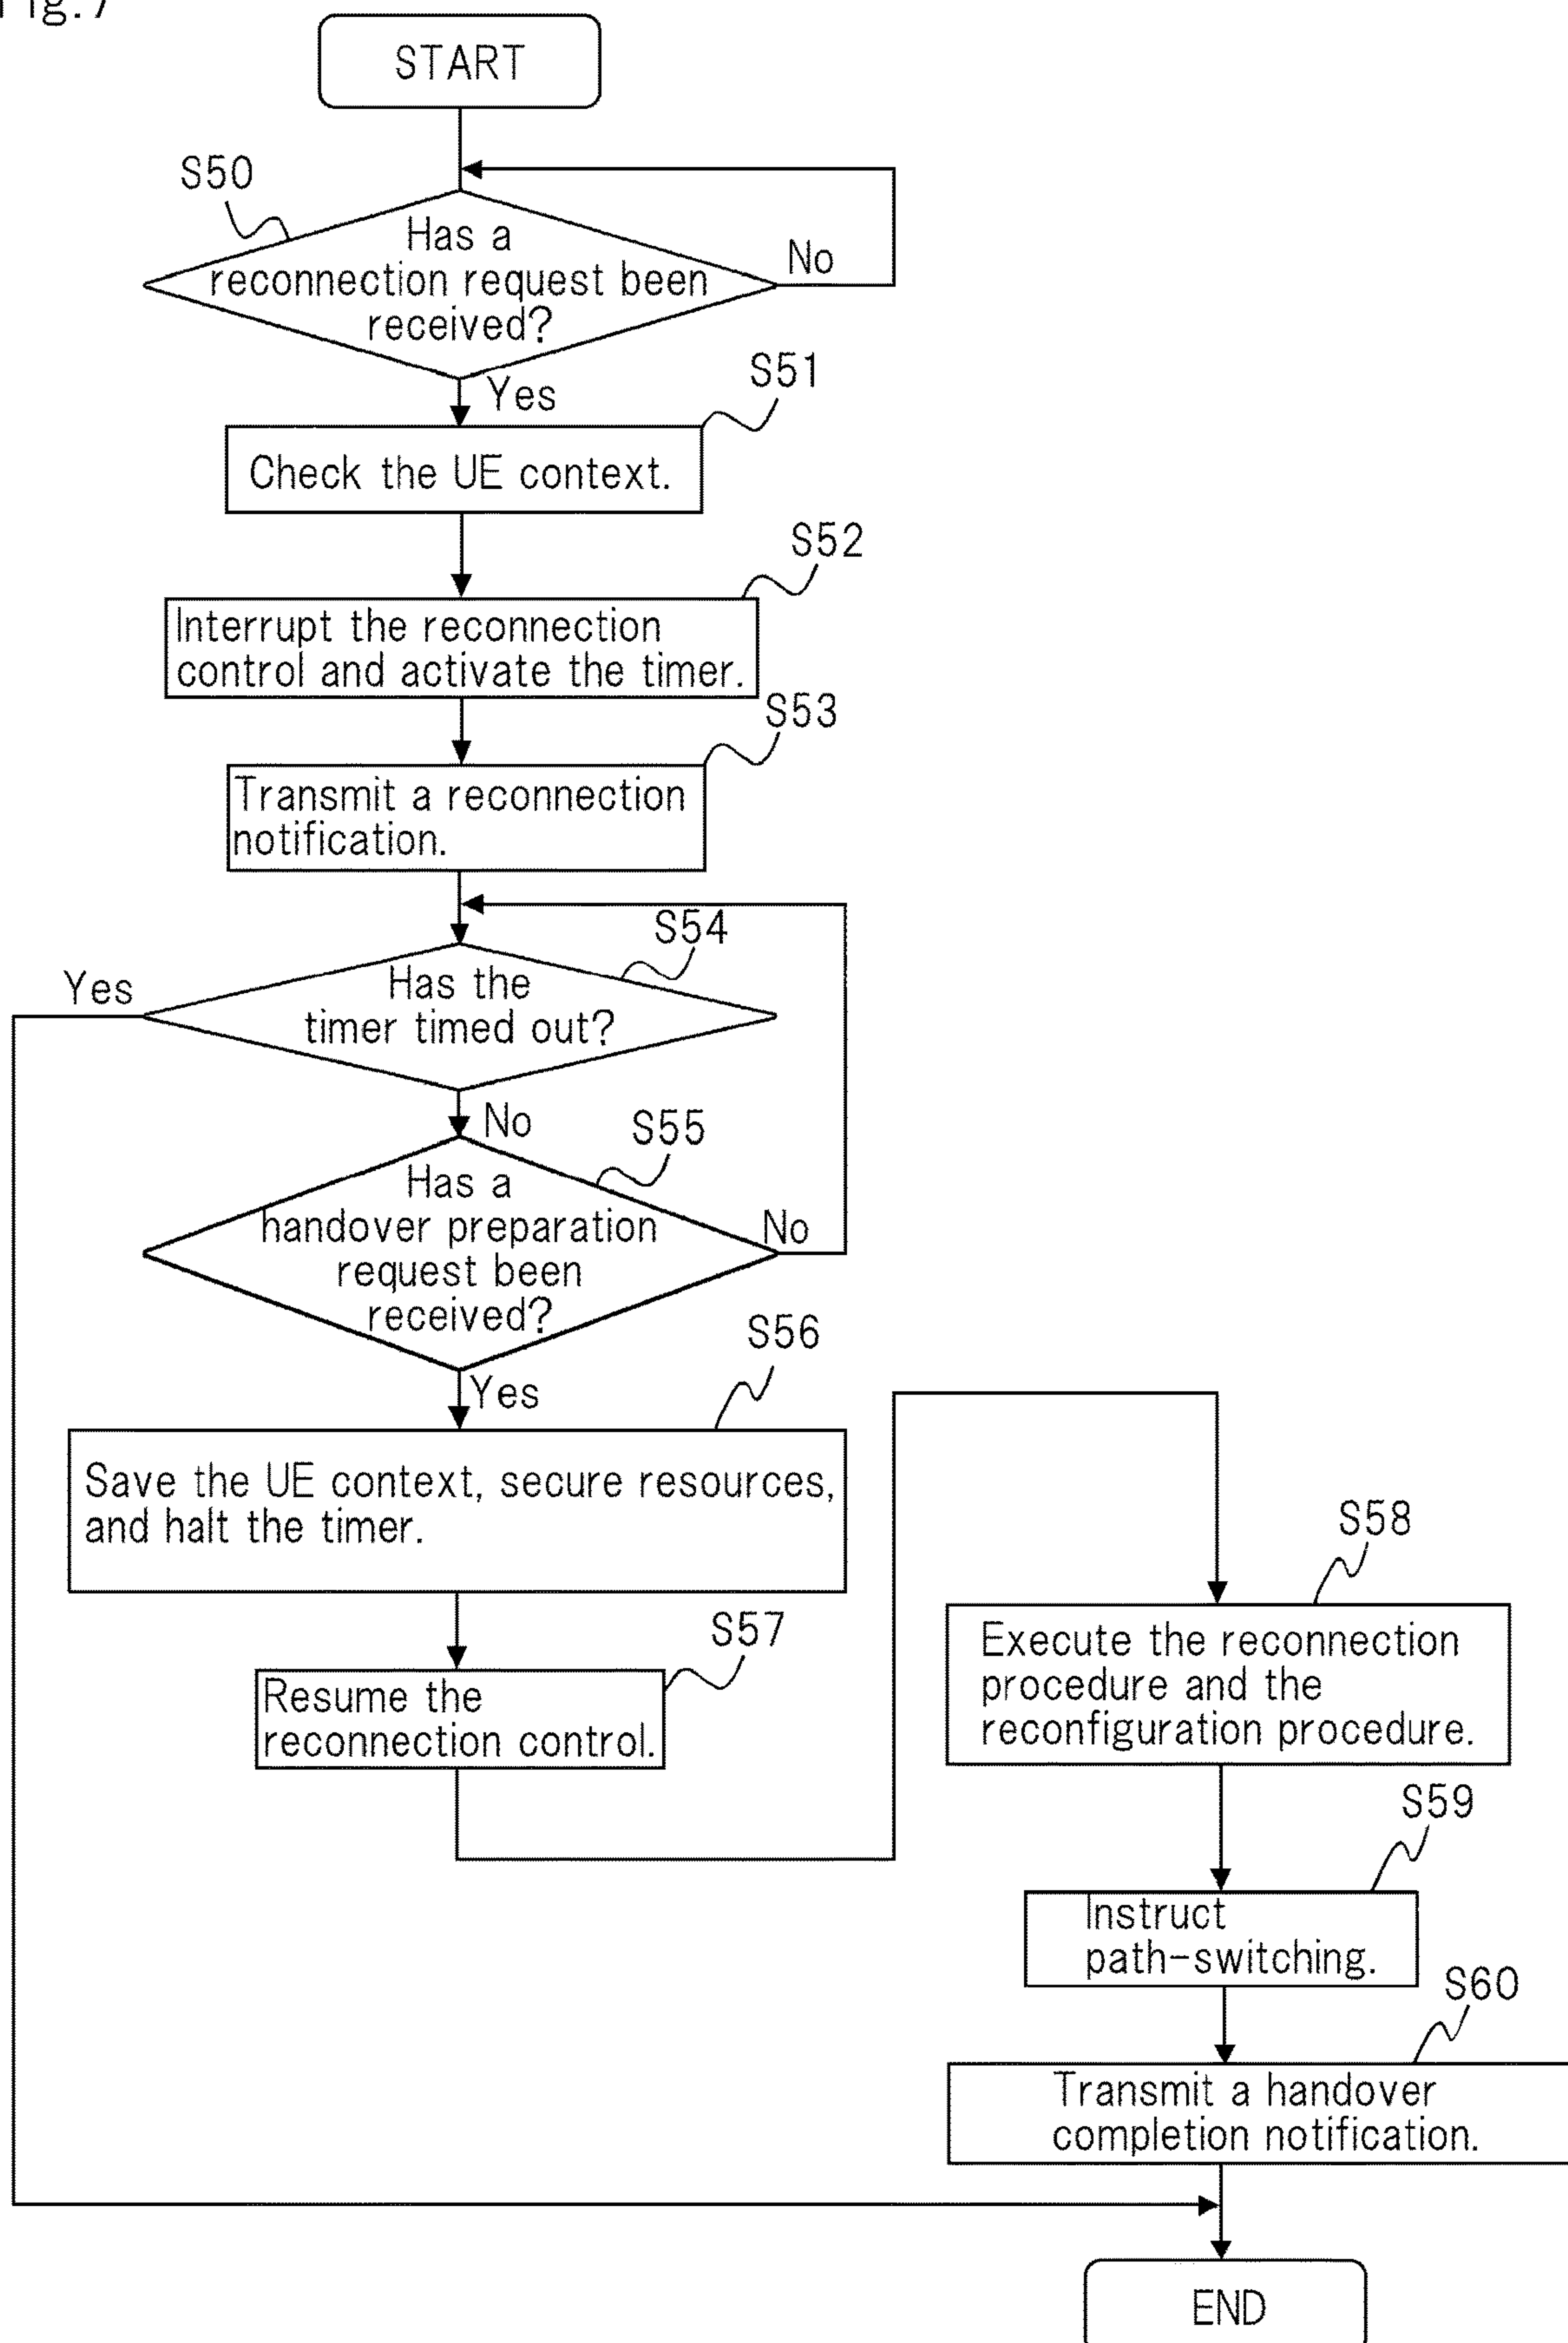 Fig.7
START
S50
Has a
reconnection request been
received?
No
Yes
S51
Check the UE context.
S52
Interrupt the reconnection
control and activate the timer.
S53
Transmit a reconnection
notification.
S54
Yes
Has the
timer timed out?
No
S55
Has a
handover preparation
request been
received?
No
Yes
S56
Save the UE context, secure resources,
and halt the timer.
S57
Resume the
reconnection control.
S58
Execute the reconnection
procedure and the
reconfiguration procedure.
S59
Instruct
path-switching.
S60
Transmit a handover
completion notification.
END